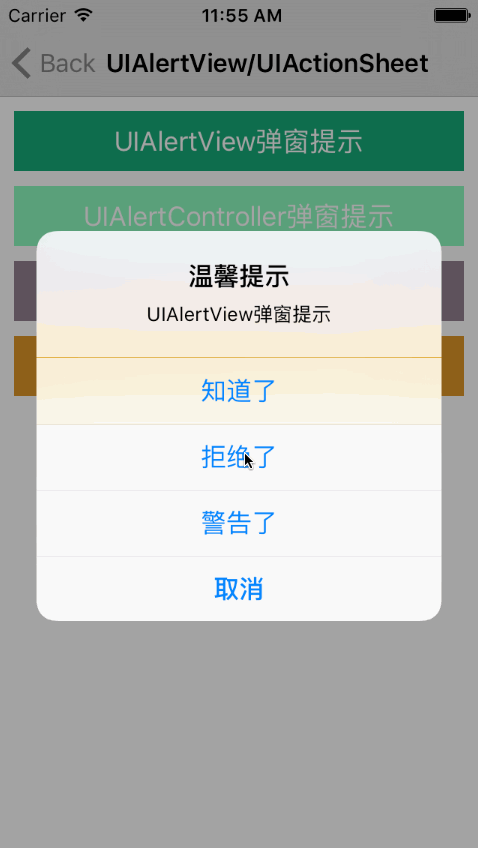 Carrier 11:55 AM
Back UIAlertView/UIActionSheet
UIAlertView弹窗提示
UIAlertController弹窗提示
温馨提示
UIAlertView弹窗提示
知道了
拒绝了
警告了
取消